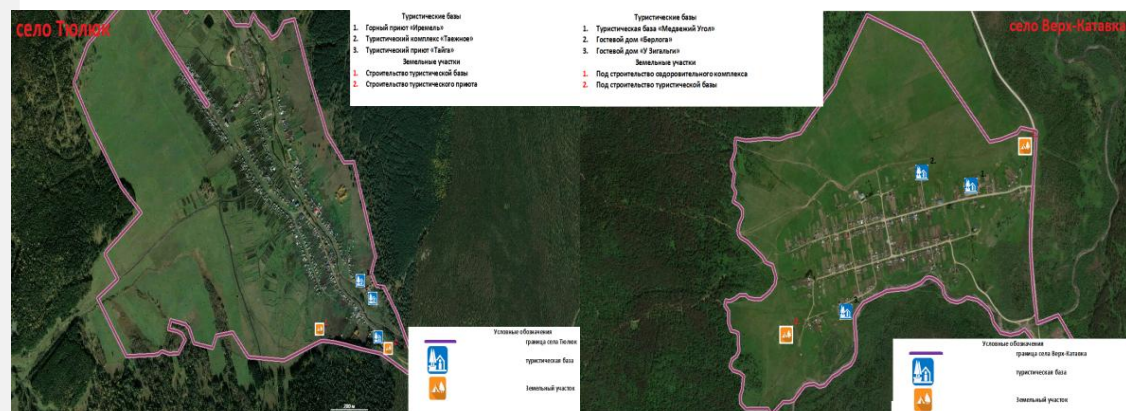 село Тюлюк
Туристические базы
1. Горный приют «Иремель»
2. Туристический комплекс «Таежное»
3. Туристический приют «Тайга»
Земельные участки
1. Строительство туристической базы
2. Строительство туристического приюта
Условные обозначения
граница села Тюлюк
туристическая база
Земельный участок
200 м
село Верх-Катавка
Туристические базы
1. Туристическая база «Медвежий Угол»
2. Гостевой дом «Берлога»
3. Гостевой дом «У Зигальги»
Земельные участки
1. Под строительство оздоровительного комплекса
2. Под строительство туристической базы
2.
Условные обозначения
граница села Верх-Катавка
туристическая база
Земельный участок